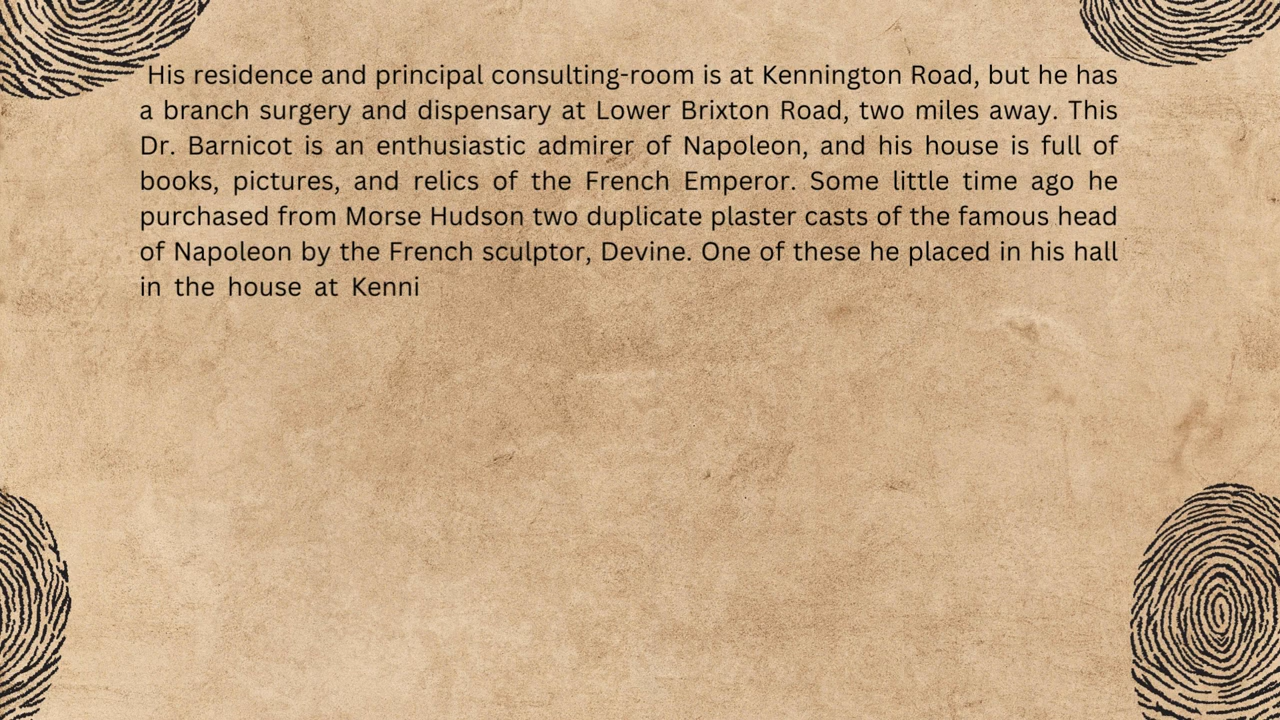 His residence and principal consulting-room is at Kennington Road, but he has
a branch surgery and dispensary at Lower Brixton Road, two miles away. This
Dr. Barnicot is an enthusiastic admirer of Napoleon, and his house is full of
books, pictures, and relics of the French Emperor. Some little time ago he
purchased from Morse Hudson two duplicate plaster casts of the famous head
of Napoleon by the French sculptor, Devine. One of these he placed in his hall
in the house at Kenni